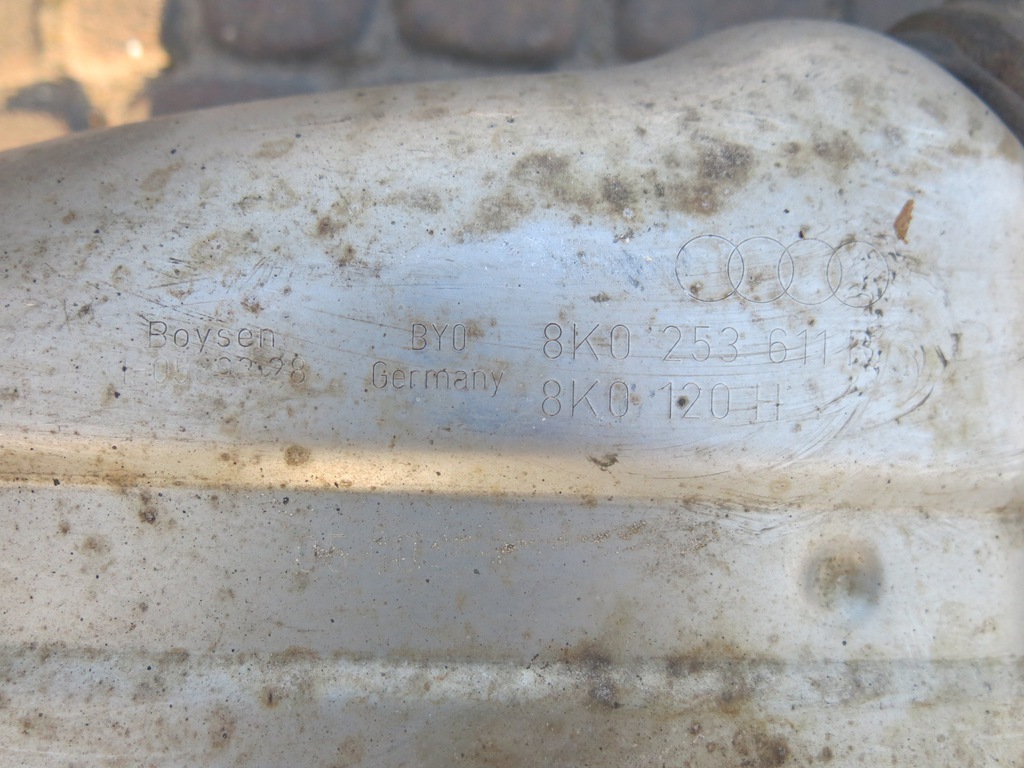 Boysen
BYO
Germany
8K0 253 611
8K0 120 H